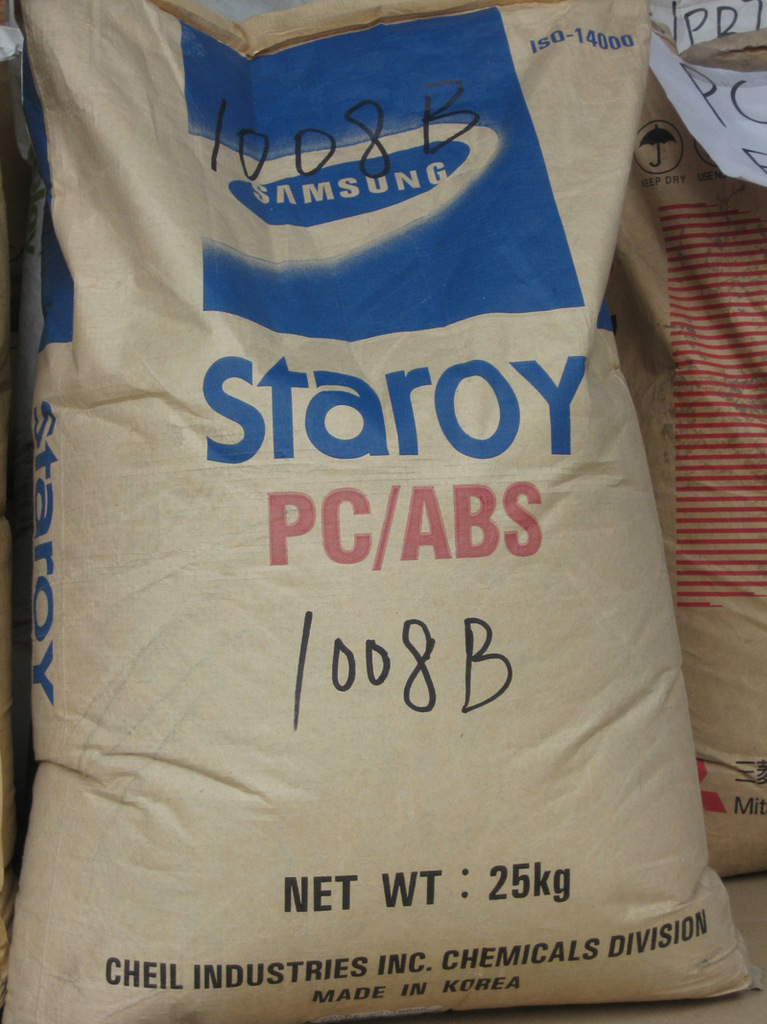 ISO-14000
1008B
SAMSUNG
Staroy
PC/ABS
1008B
NET WT : 25kg
CHEIL INDUSTRIES INC. CHEMICALS DIVISION
MADE IN KOREA
Staroy
PC
KEEP DRY
三菱